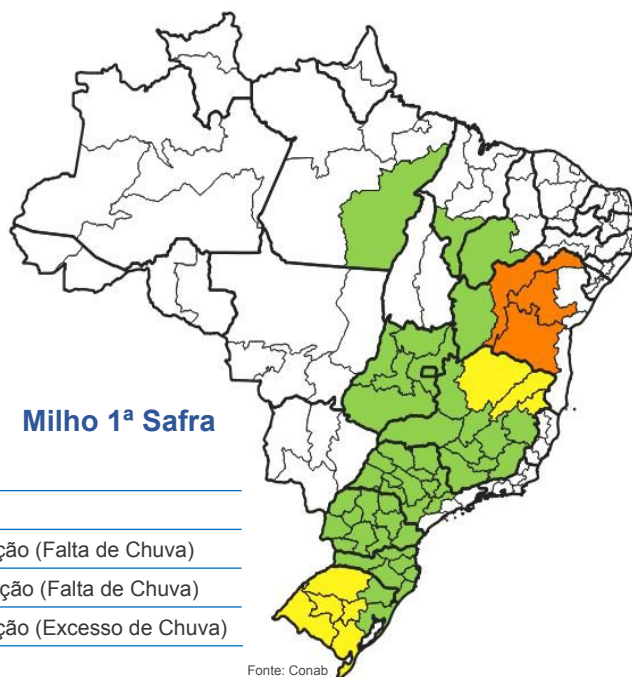 Milho 1ª Safra
ção (Falta de Chuva)
ção (Falta de Chuva)
ção (Excesso de Chuva)
Fonte: Conab